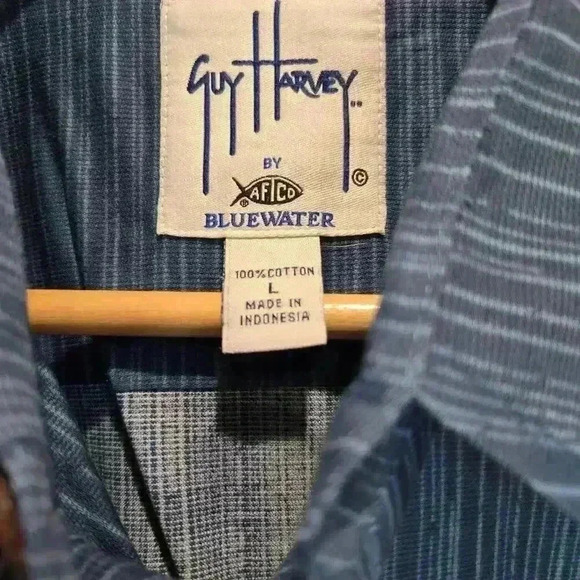 GUY HARVEY
BY
AFTCO
®
©
BLUEWATER
100% COTTON
L
MADE IN
INDONESIA